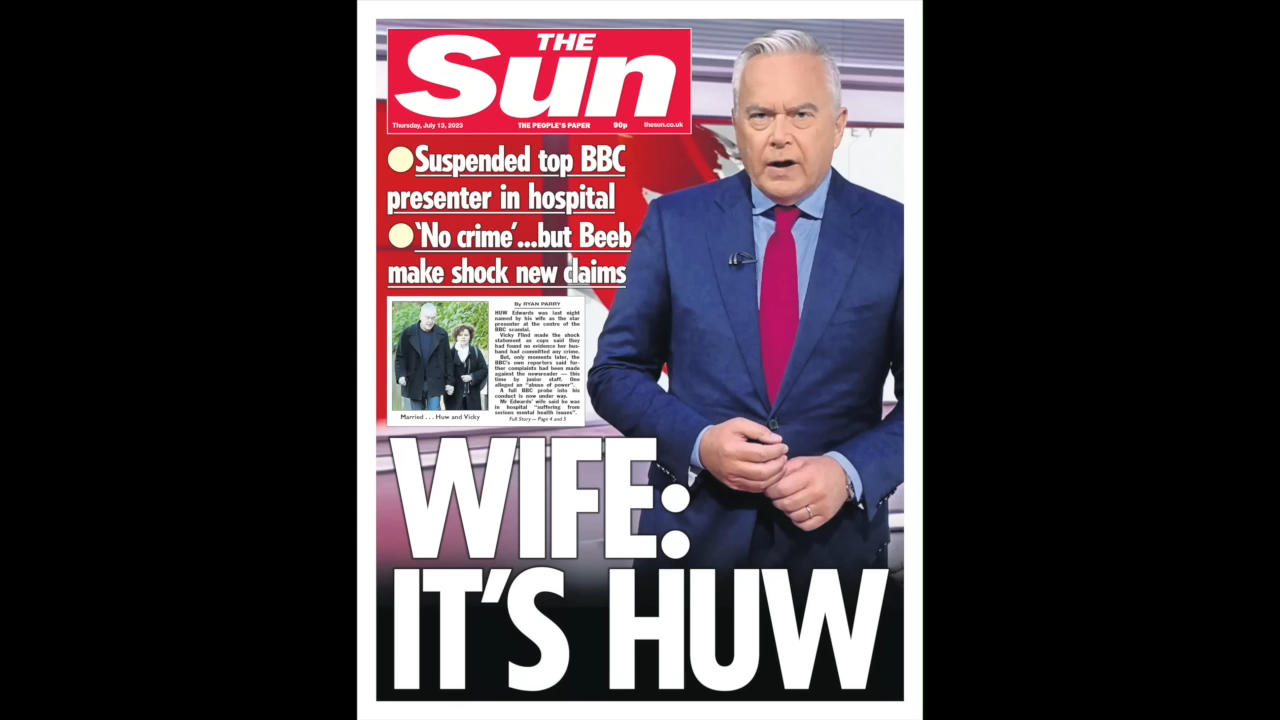 THE
Sun
Thursday, July 13, 2023 THE PEOPLE'S PAPER 90p thesun.co.uk
Suspended top BBC
presenter in hospital
'No crime'...but Beeb
make shock new claims
By RYAN PARRY
HUW Edwards was last night
named by his wife as the star
presenter at the centre of the
BBC scandal.
Vicky Flind made the shock
statement as cops said they
had found no evidence her hus-
band had committed any crime.
But, only moments later, the
BBC's own reporters said fur-
ther complaints had been made
against the newsreader — this
time by junior staff. One
alleged an "abuse of power".
A full BBC probe into his
conduct is now under way.
Mr Edwards' wife said he was
in hospital "suffering from
serious mental health issues".
Full Story — Page 4 and 5
Married . . . Huw and Vicky
WIFE:
IT'S HUW